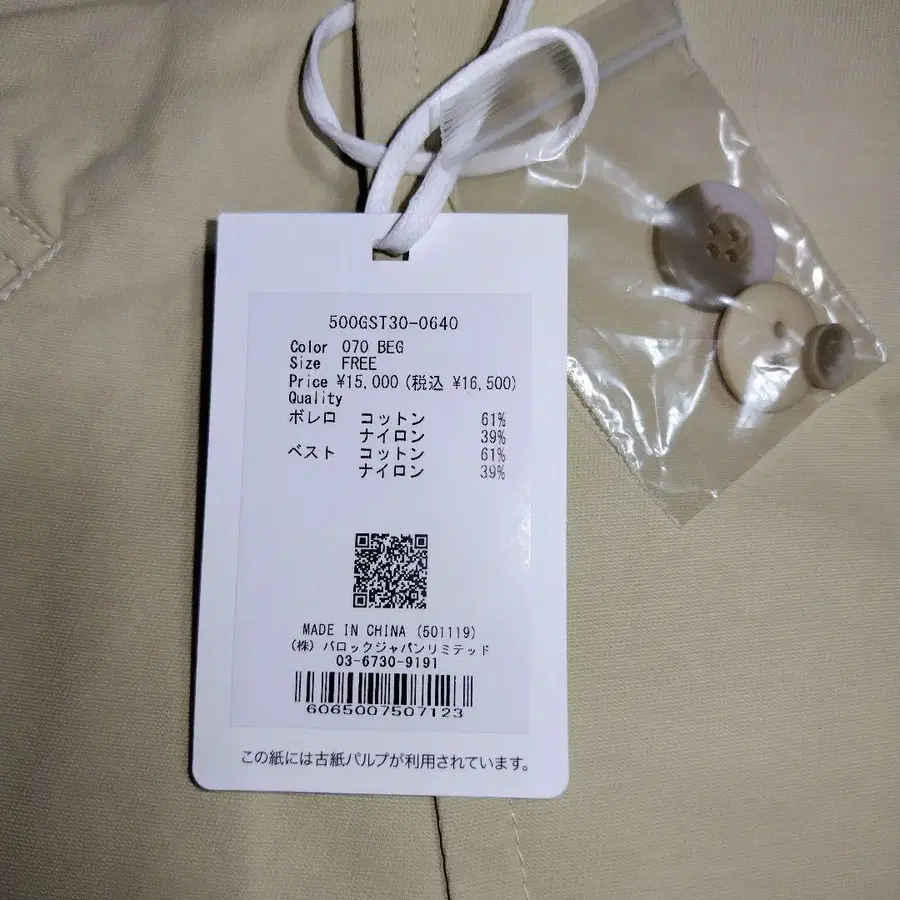 500GST30-0640
Color 070 BEG
Size FREE
Price ¥15,000(税込 ¥16,500)
Quality
ボレロ コットン 61%
ナイロン 39%
ベスト コットン 61%
ナイロン 39%
MADE IN CHINA (501119)
(株) バロックジャパンリミテッド
03-6730-9191
6065007507123
この紙には古紙パルプが利用されています。